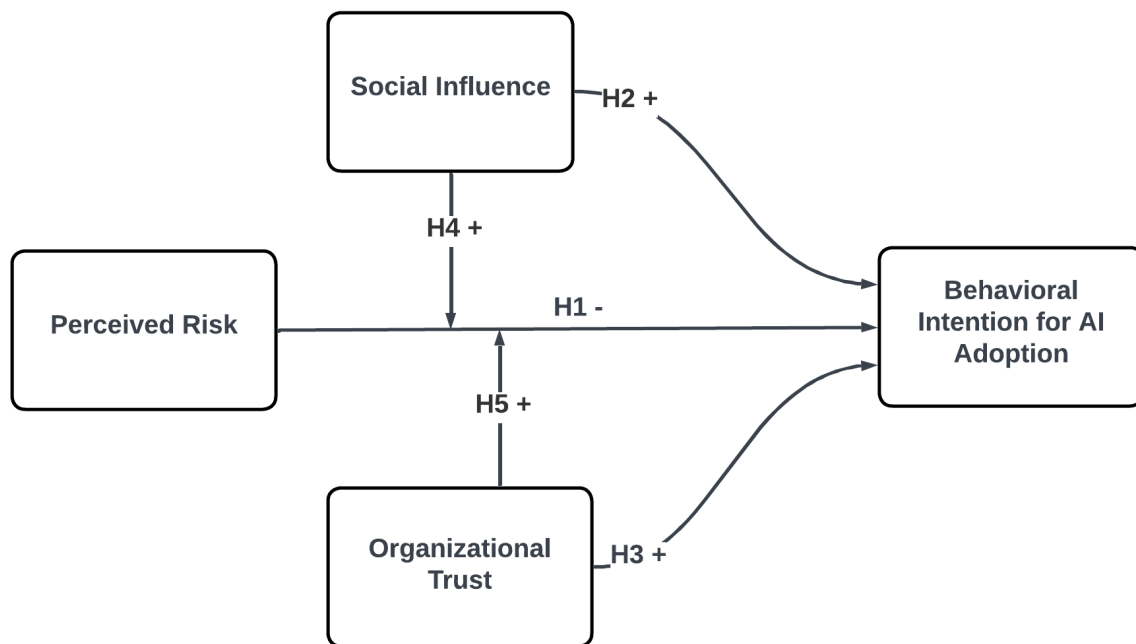 Social Influence
H2 +
H4 +
H1 -
Perceived Risk
Behavioral
Intention for AI
Adoption
H5 +
Organizational
Trust
H3 +